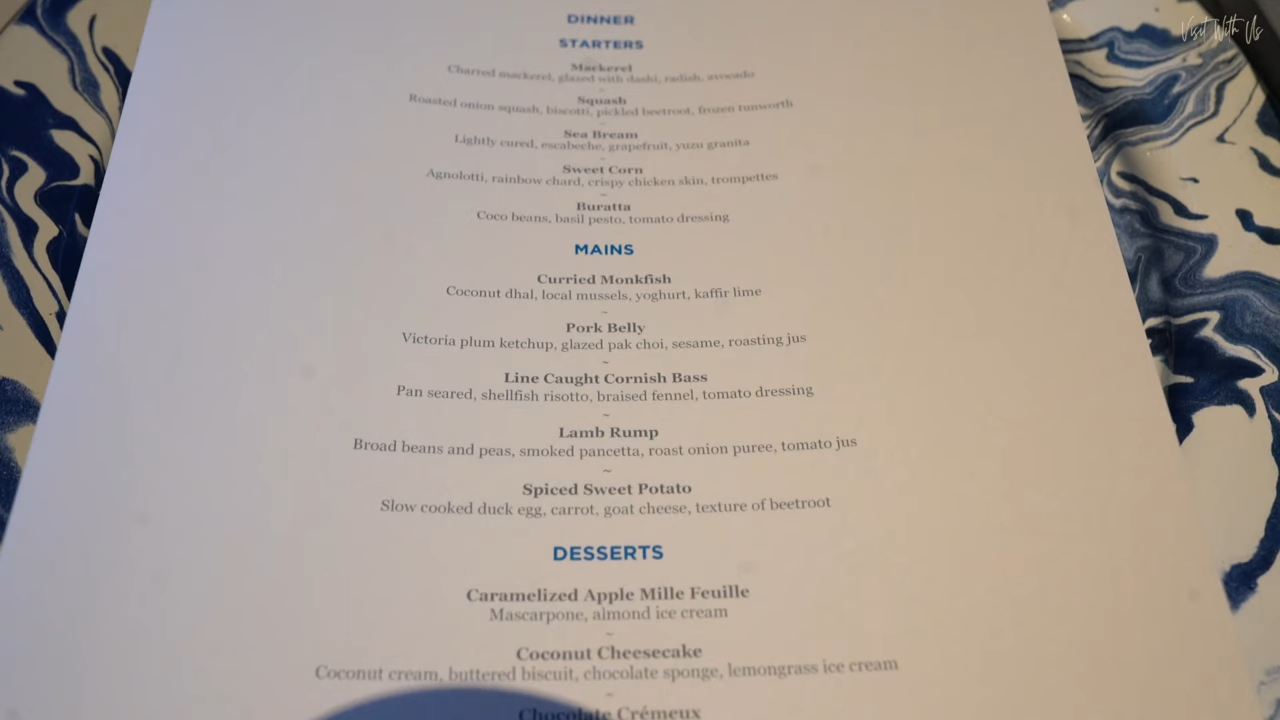 Visit With Us
DINNER
STARTERS
Mackerel
Charred mackerel, glazed with dashi, radish, avocado
~
Squash
Roasted onion squash, biscotti, pickled beetroot, frozen tunworth
~
Sea Bream
Lightly cured, escabeche, grapefruit, yuzu granita
~
Sweet Corn
Agnolotti, rainbow chard, crispy chicken skin, trompettes
~
Buratta
Coco beans, basil pesto, tomato dressing
MAINS
Curried Monkfish
Coconut dhal, local mussels, yoghurt, kaffir lime
~
Pork Belly
Victoria plum ketchup, glazed pak choi, sesame, roasting jus
~
Line Caught Cornish Bass
Pan seared, shellfish risotto, braised fennel, tomato dressing
~
Lamb Rump
Broad beans and peas, smoked pancetta, roast onion puree, tomato jus
~
Spiced Sweet Potato
Slow cooked duck egg, carrot, goat cheese, texture of beetroot
DESSERTS
Caramelized Apple Mille Feuille
Mascarpone, almond ice cream
~
Coconut Cheesecake
Coconut cream, buttered biscuit, chocolate sponge, lemongrass ice cream
~
Chocolate Crémeux